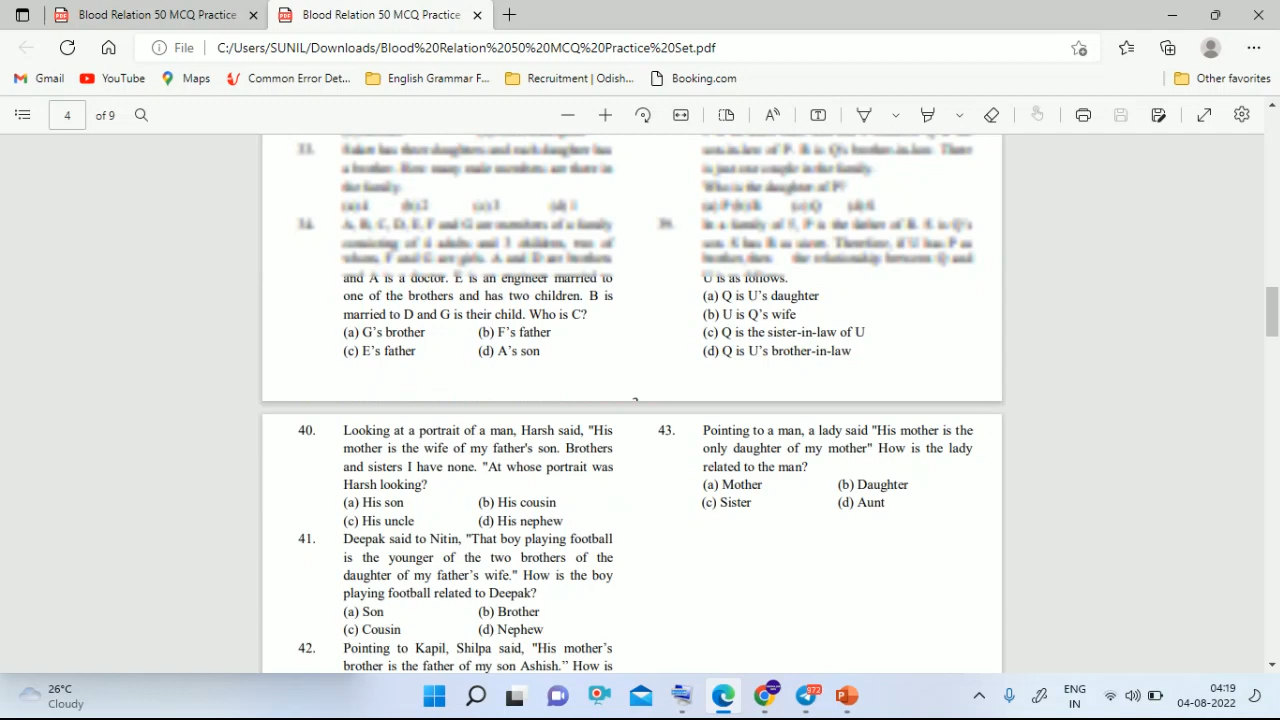 Blood Relation 50 MCQ Practice
Blood Relation 50 MCQ Practice
File
C:/Users/SUNIL/Downloads/Blood%20Relation%2050%20MCQ%20Practice%20Set.pdf
Gmail
YouTube
Maps
Common Error Det...
English Grammar F...
Recruitment | Odish...
Booking.com
Other favorites
4 of 9
and A is a doctor. E is an engineer married to
one of the brothers and has two children. B is
married to D and G is their child. Who is C?
(a) G's brother (b) F's father
(c) E's father (d) A's son
U is as follows.
(a) Q is U's daughter
(b) U is Q's wife
(c) Q is the sister-in-law of U
(d) Q is U's brother-in-law
40. Looking at a portrait of a man, Harsh said, "His
mother is the wife of my father's son. Brothers
and sisters I have none. "At whose portrait was
Harsh looking?
(a) His son (b) His cousin
(c) His uncle (d) His nephew
41. Deepak said to Nitin, "That boy playing football
is the younger of the two brothers of the
daughter of my father's wife." How is the boy
playing football related to Deepak?
(a) Son (b) Brother
(c) Cousin (d) Nephew
42. Pointing to Kapil, Shilpa said, "His mother's
brother is the father of my son Ashish.” How is
43. Pointing to a man, a lady said "His mother is the
only daughter of my mother" How is the lady
related to the man?
(a) Mother (b) Daughter
(c) Sister (d) Aunt
26°C
Cloudy
ENG
IN
04:19
04-08-2022